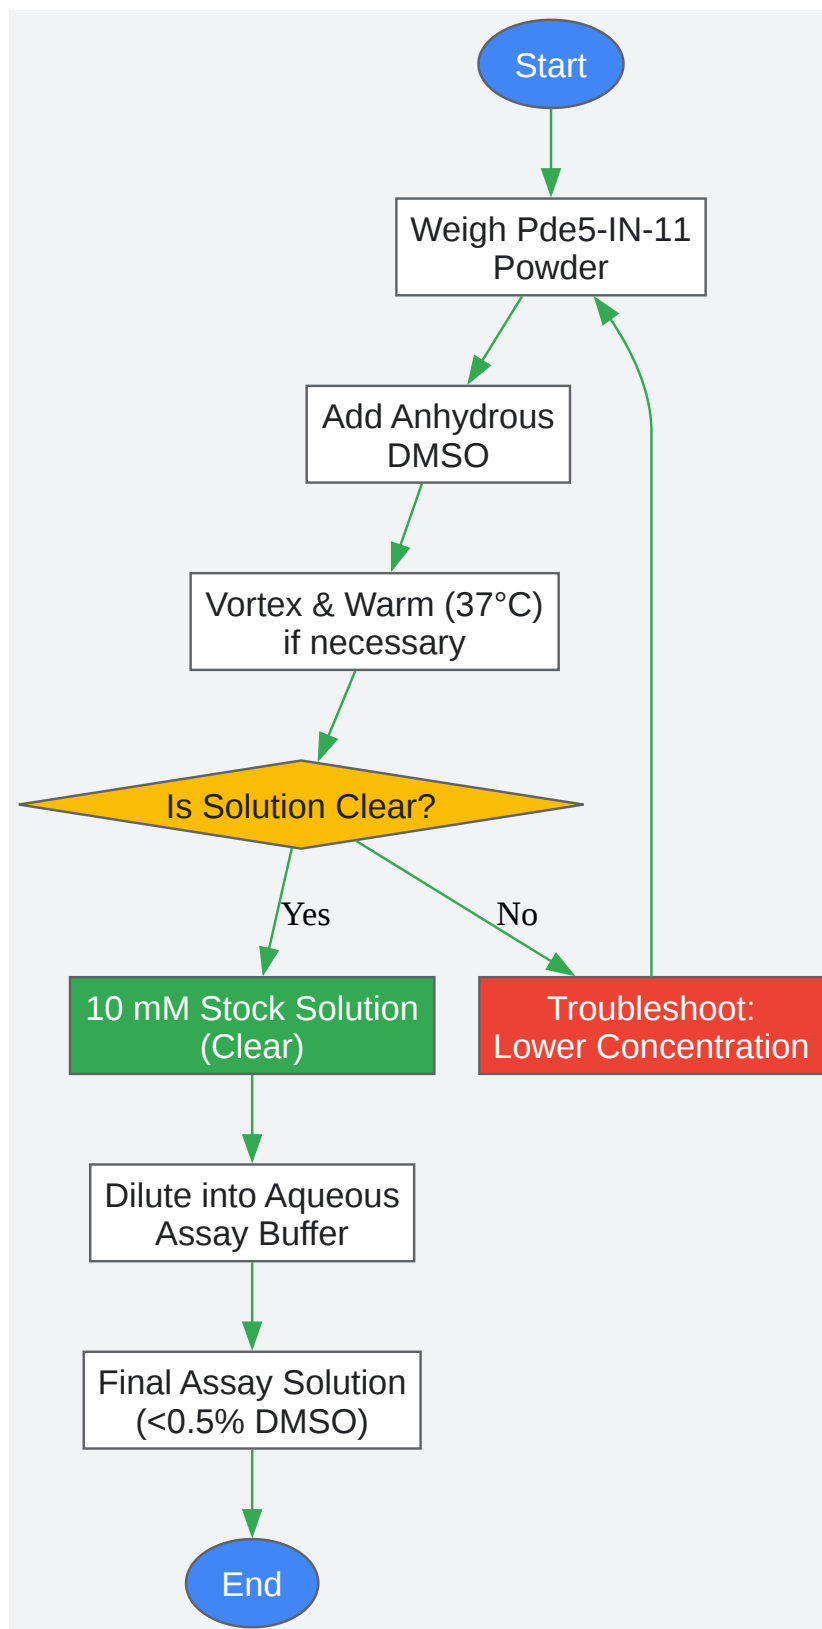 Start
Weigh Pde5-IN-11
Powder
Add Anhydrous
DMSO
Vortex & Warm (37°C)
if necessary
Is Solution Clear?
Yes
No
10 mM Stock Solution
(Clear)
Troubleshoot:
Lower Concentration
Dilute into Aqueous
Assay Buffer
Final Assay Solution
(<0.5% DMSO)
End